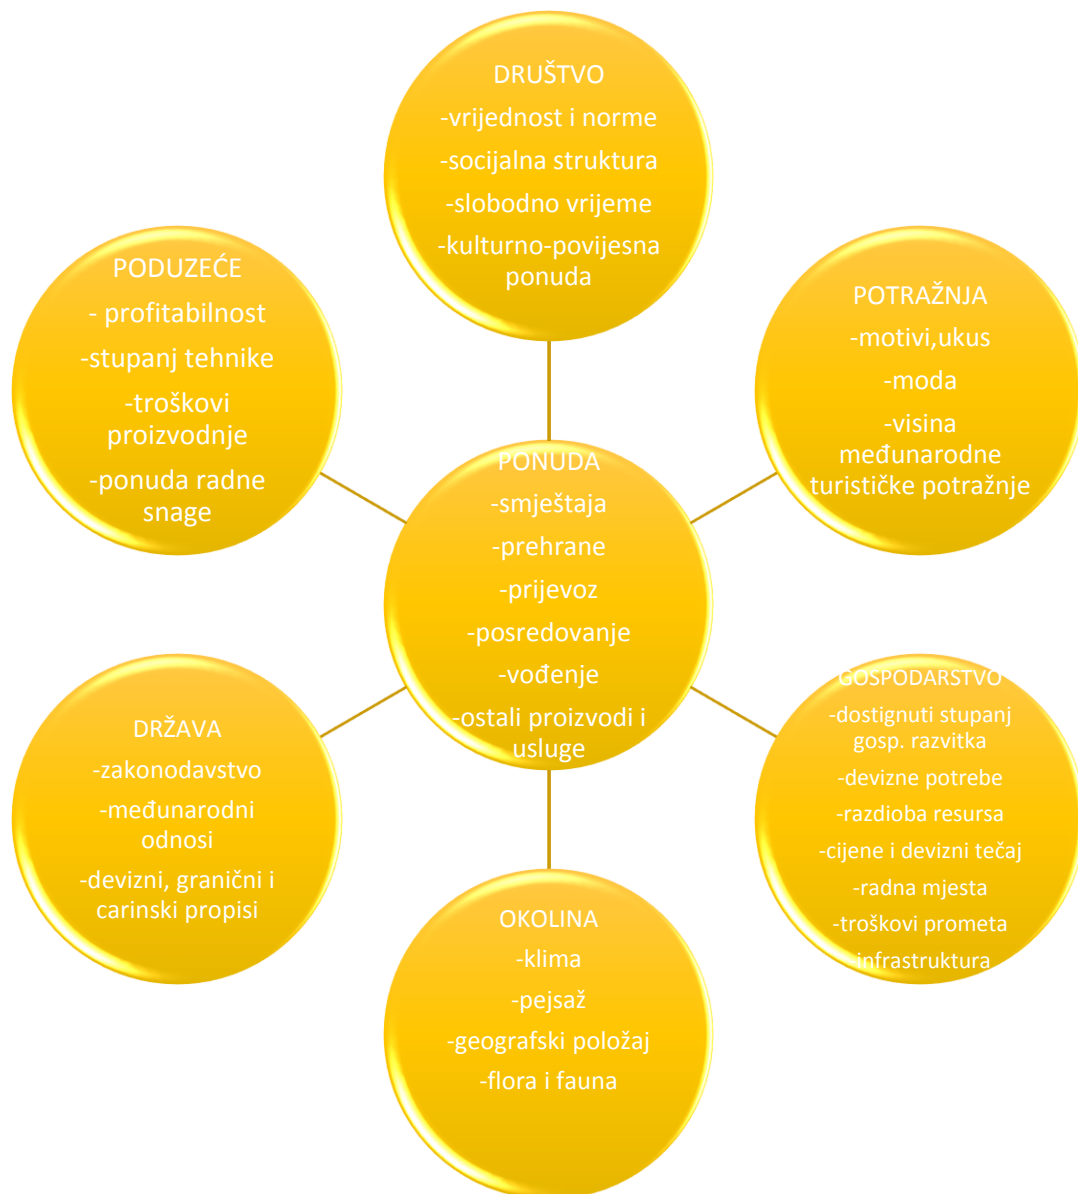 DRUŠTVO
-vrijednost i norme
-socijalna struktura
-slobodno vrijeme
-kulturno-povijesna
ponuda
PODUZEĆE
- profitabilnost
-stupanj tehnike
-troškovi
proizvodnje
-ponuda radne
snage
POTRAŽNJA
-motivi,ukus
-moda
-visina
međunarodne
turističke potražnje
PONUDA
-smještaja
-prehrane
-prijevoz
-posredovanje
-vođenje
-ostali proizvodi i
usluge
DRŽAVA
-zakonodavstvo
-međunarodni
odnosi
-devizni, granični i
carinski propisi
GOSPODARSTVO
-dostignuti stupanj
gosp. razvitka
-devizne potrebe
-razdioba resursa
-cijene i devizni tečaj
-radna mjesta
-troškovi prometa
-infrastruktura
OKOLINA
-klima
-pejsaž
-geografski položaj
-flora i fauna